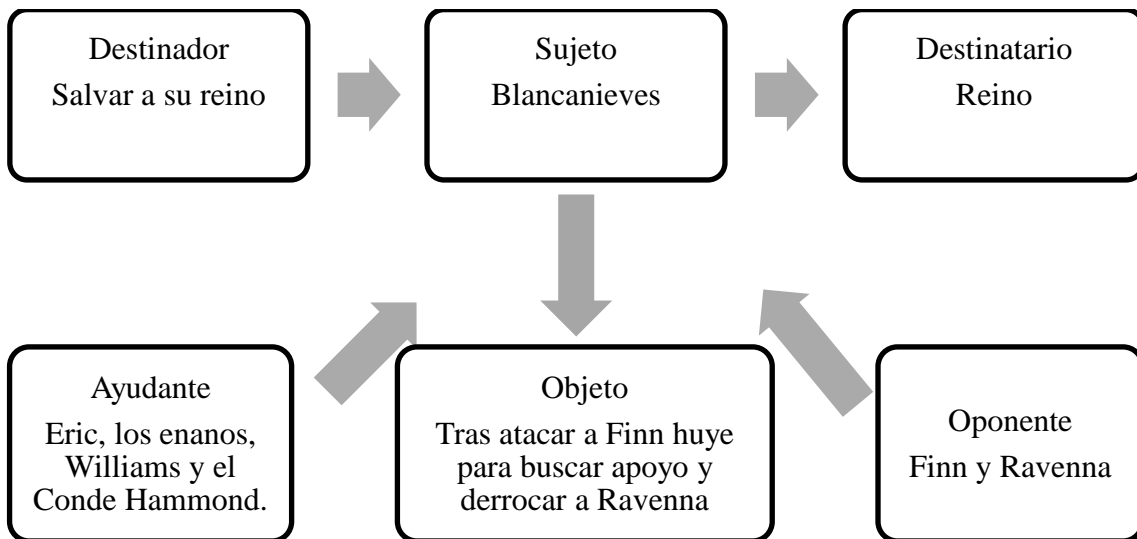 Destinador
Salvar a su reino
Sujeto
Blancanieves
Destinatario
Reino
Ayudante
Eric, los enanos,
Williams y el
Conde Hammond.
Objeto
Tras atacar a Finn huye
para buscar apoyo y
derrocar a Ravenna
Oponente
Finn y Ravenna